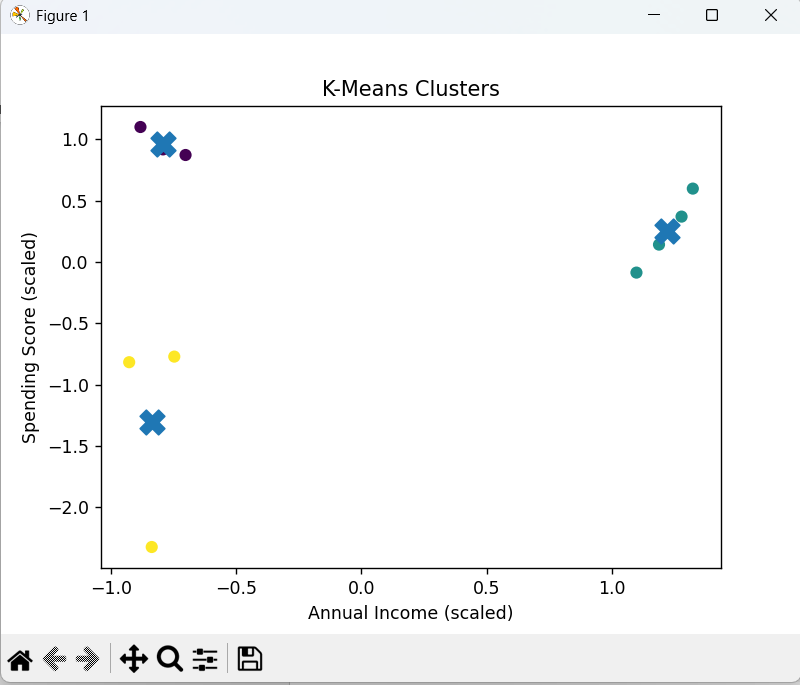 Figure 1
K-Means Clusters
1.0
0.5
0.0
−0.5
−1.0
−1.5
−2.0
Spending Score (scaled)
−1.0 −0.5 0.0 0.5 1.0
Annual Income (scaled)